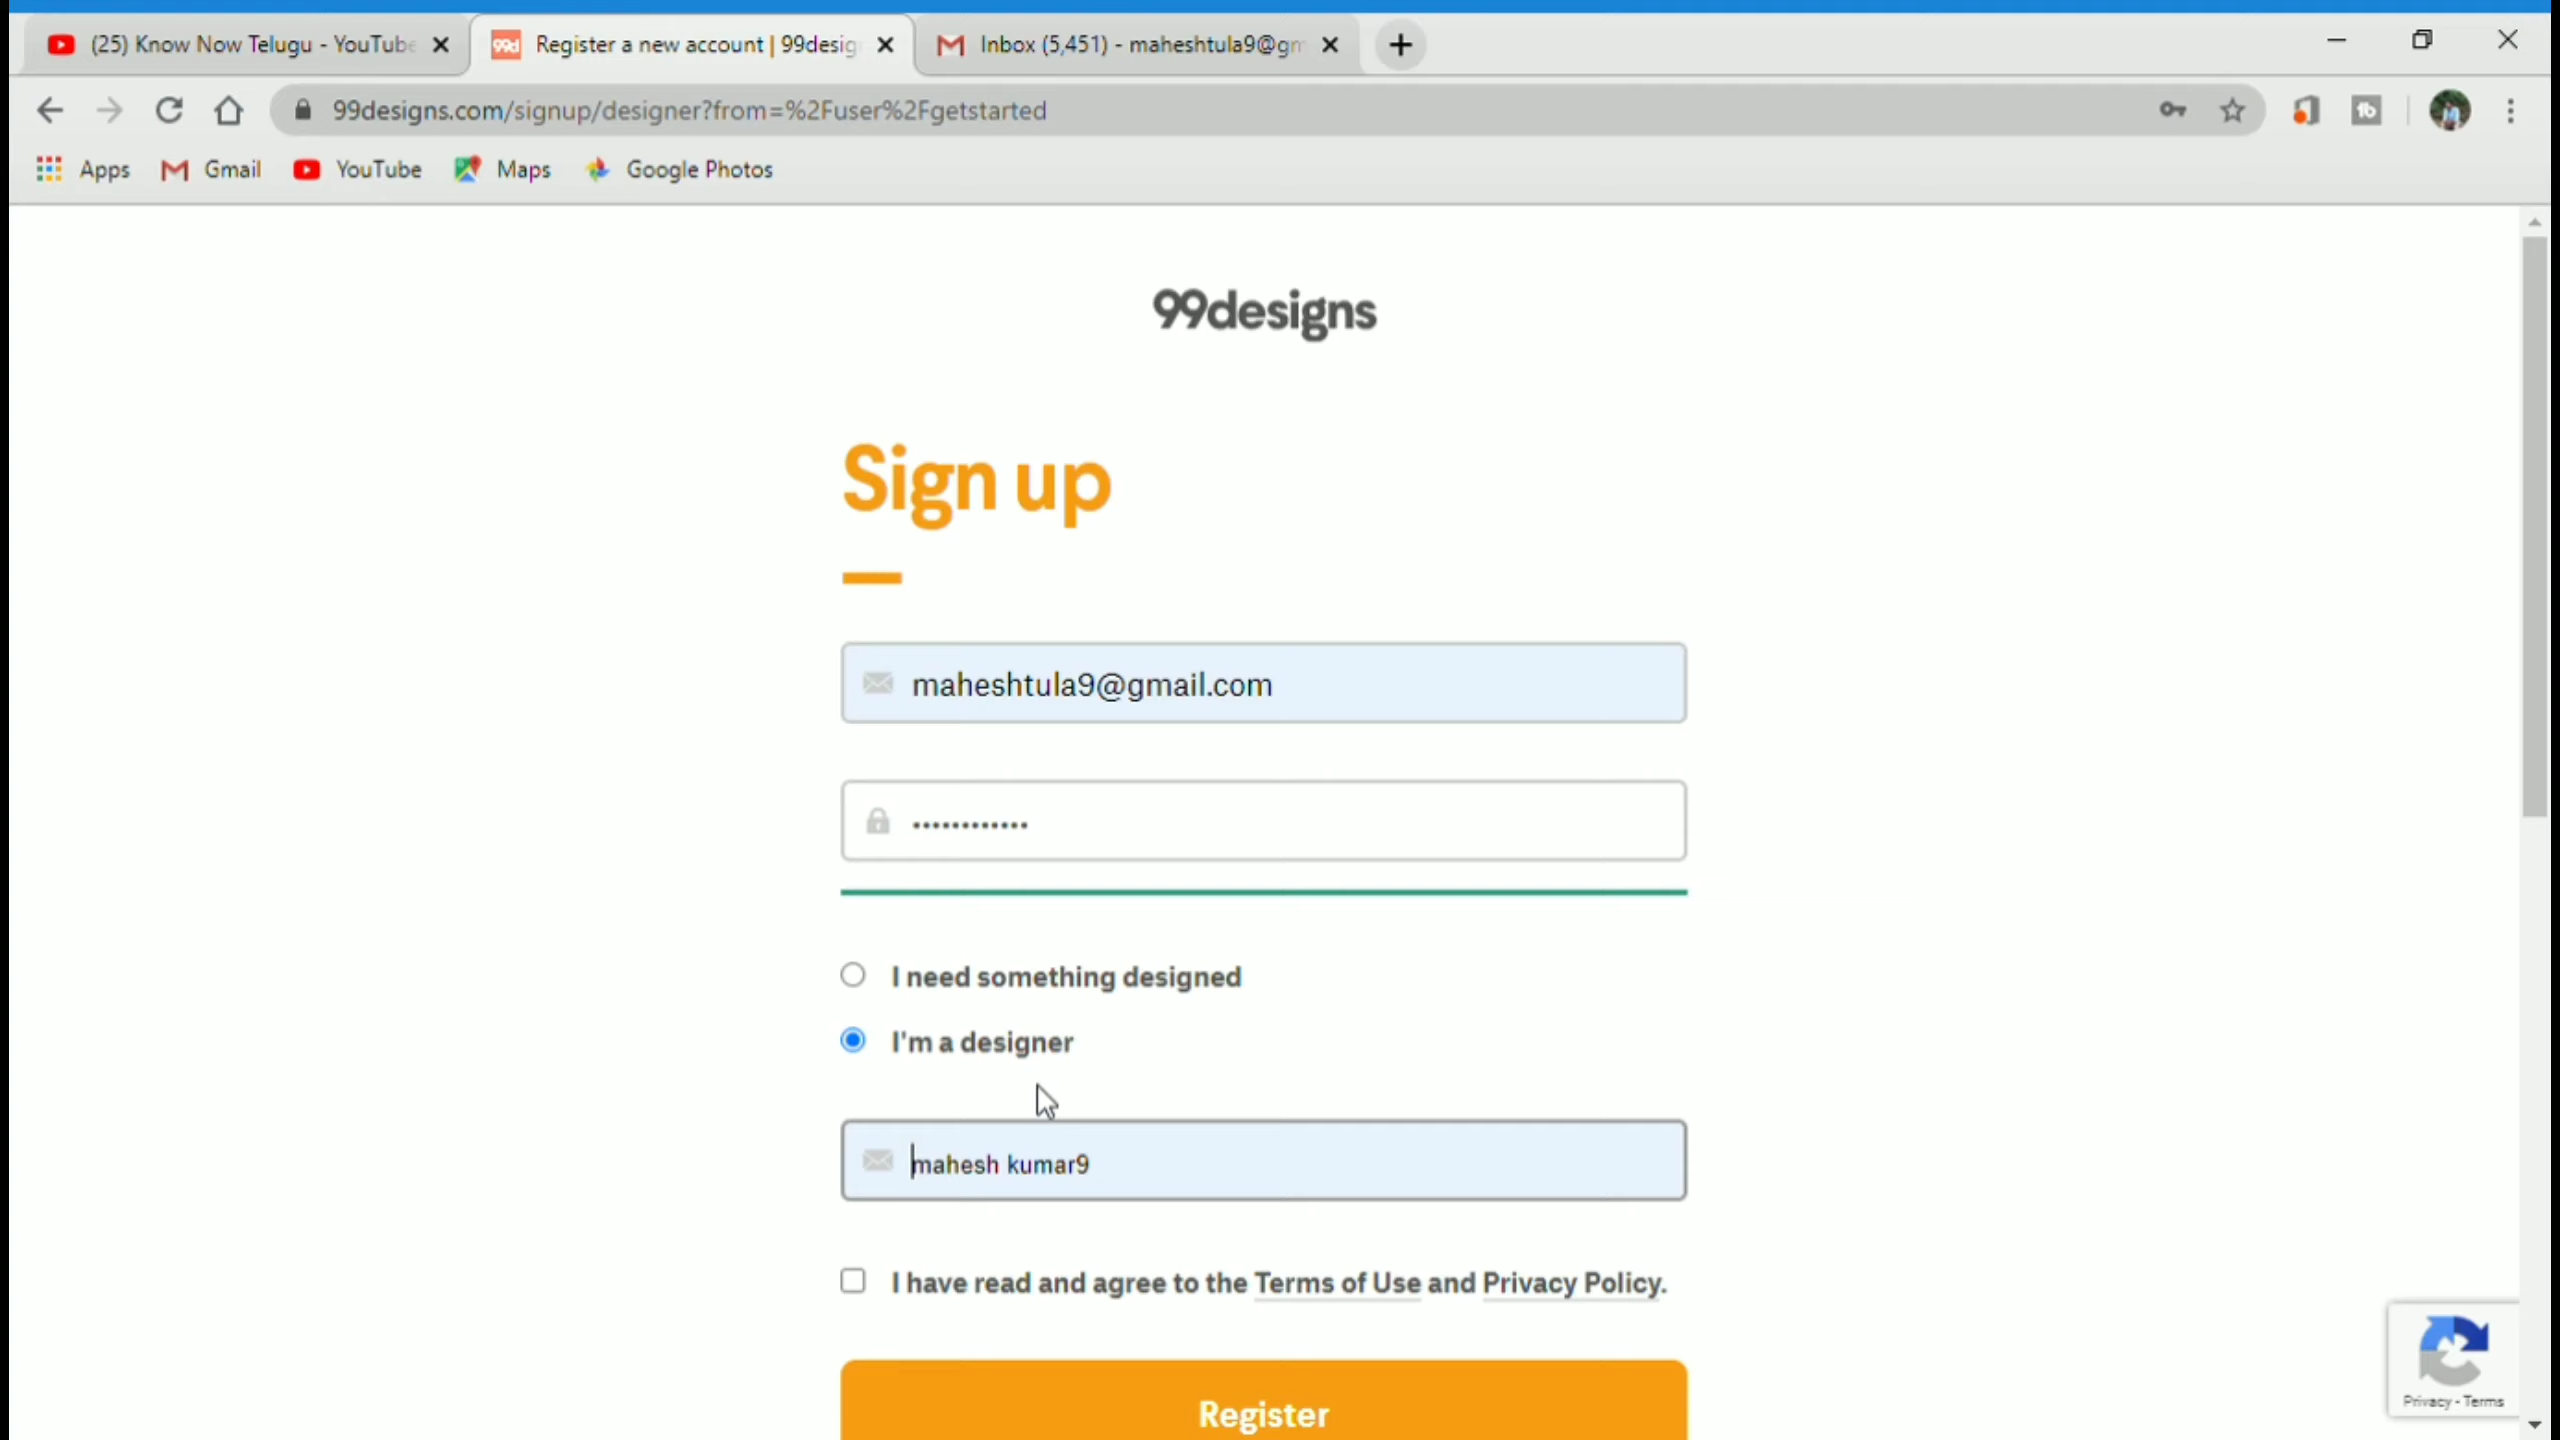 (25) Know Now Telugu - YouTube
Register a new account | 99desig
Inbox (5,451) - maheshtula9@gm
99designs.com/signup/designer?from=%2Fuser%2Fgetstarted
Apps
Gmail
YouTube
Maps
Google Photos
99designs
Sign up
maheshtula9@gmail.com
••••••••••••
I need something designed
I'm a designer
mahesh kumar9
I have read and agree to the Terms of Use and Privacy Policy.
Register
Privacy - Terms